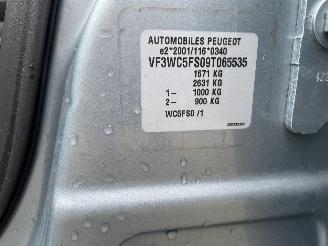 AUTOMOBILES PEUGEOT
e2*2001/116*0340
VF3WC5FS09T065535
1671 KG
2631 KG
1- 1000 KG
2- 900 KG
WC5FS0 /1